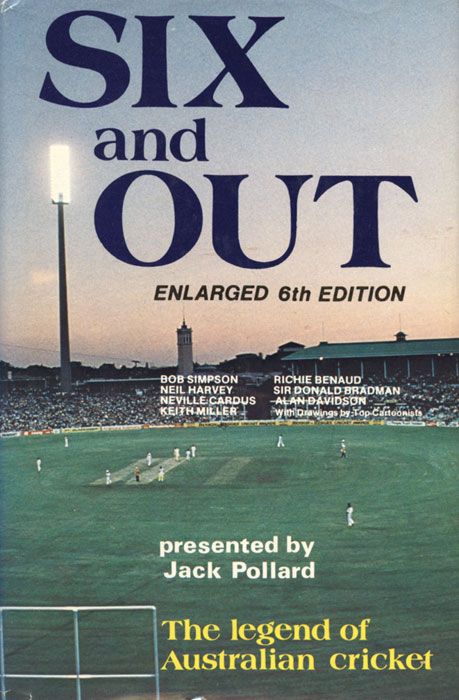 SIX
and
OUT
ENLARGED 6th EDITION
BOB SIMPSON
NEIL HARVEY
NEVILLE CARDUS
KEITH MILLER
RICHIE BENAUD
SIR DONALD BRADMAN
ALAN DAVIDSON
With Drawings by Top Cartoonists
presented by
Jack Pollard
The legend of
Australian cricket